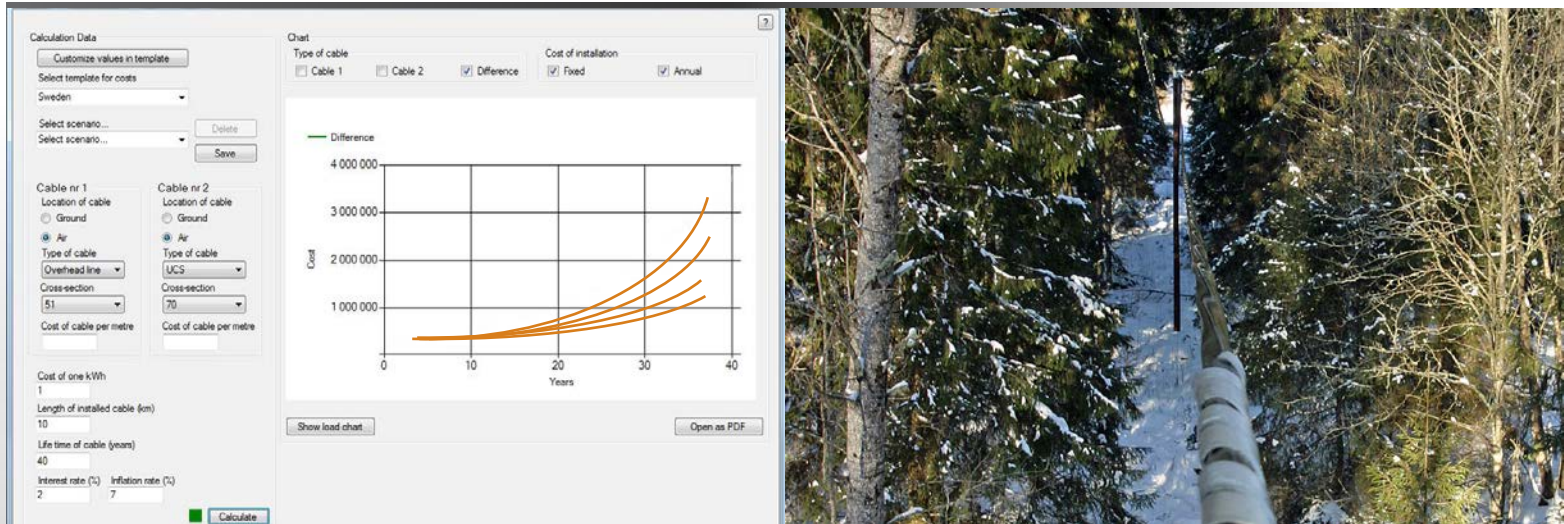 ?
Calculation Data
Customize values in template
Select template for costs
Sweden
Select scenario...
Select scenario...
Delete
Save
Cable nr 1
Location of cable
Ground
Air
Type of cable
Overhead line
Cross-section
51
Cost of cable per metre
Cable nr 2
Location of cable
Ground
Air
Type of cable
UCS
Cross-section
70
Cost of cable per metre
Cost of one kWh
1
Length of installed cable (km)
10
Life time of cable (years)
40
Interest rate (%) Inflation rate (%)
2 7
Calculate
Chart
Type of cable
Cable 1 Cable 2 Difference
Cost of installation
Fixed Annual
Difference
4 000 000
3 000 000
2 000 000
1 000 000
Cost
0 10 20 30 40
Years
Show load chart
Open as PDF